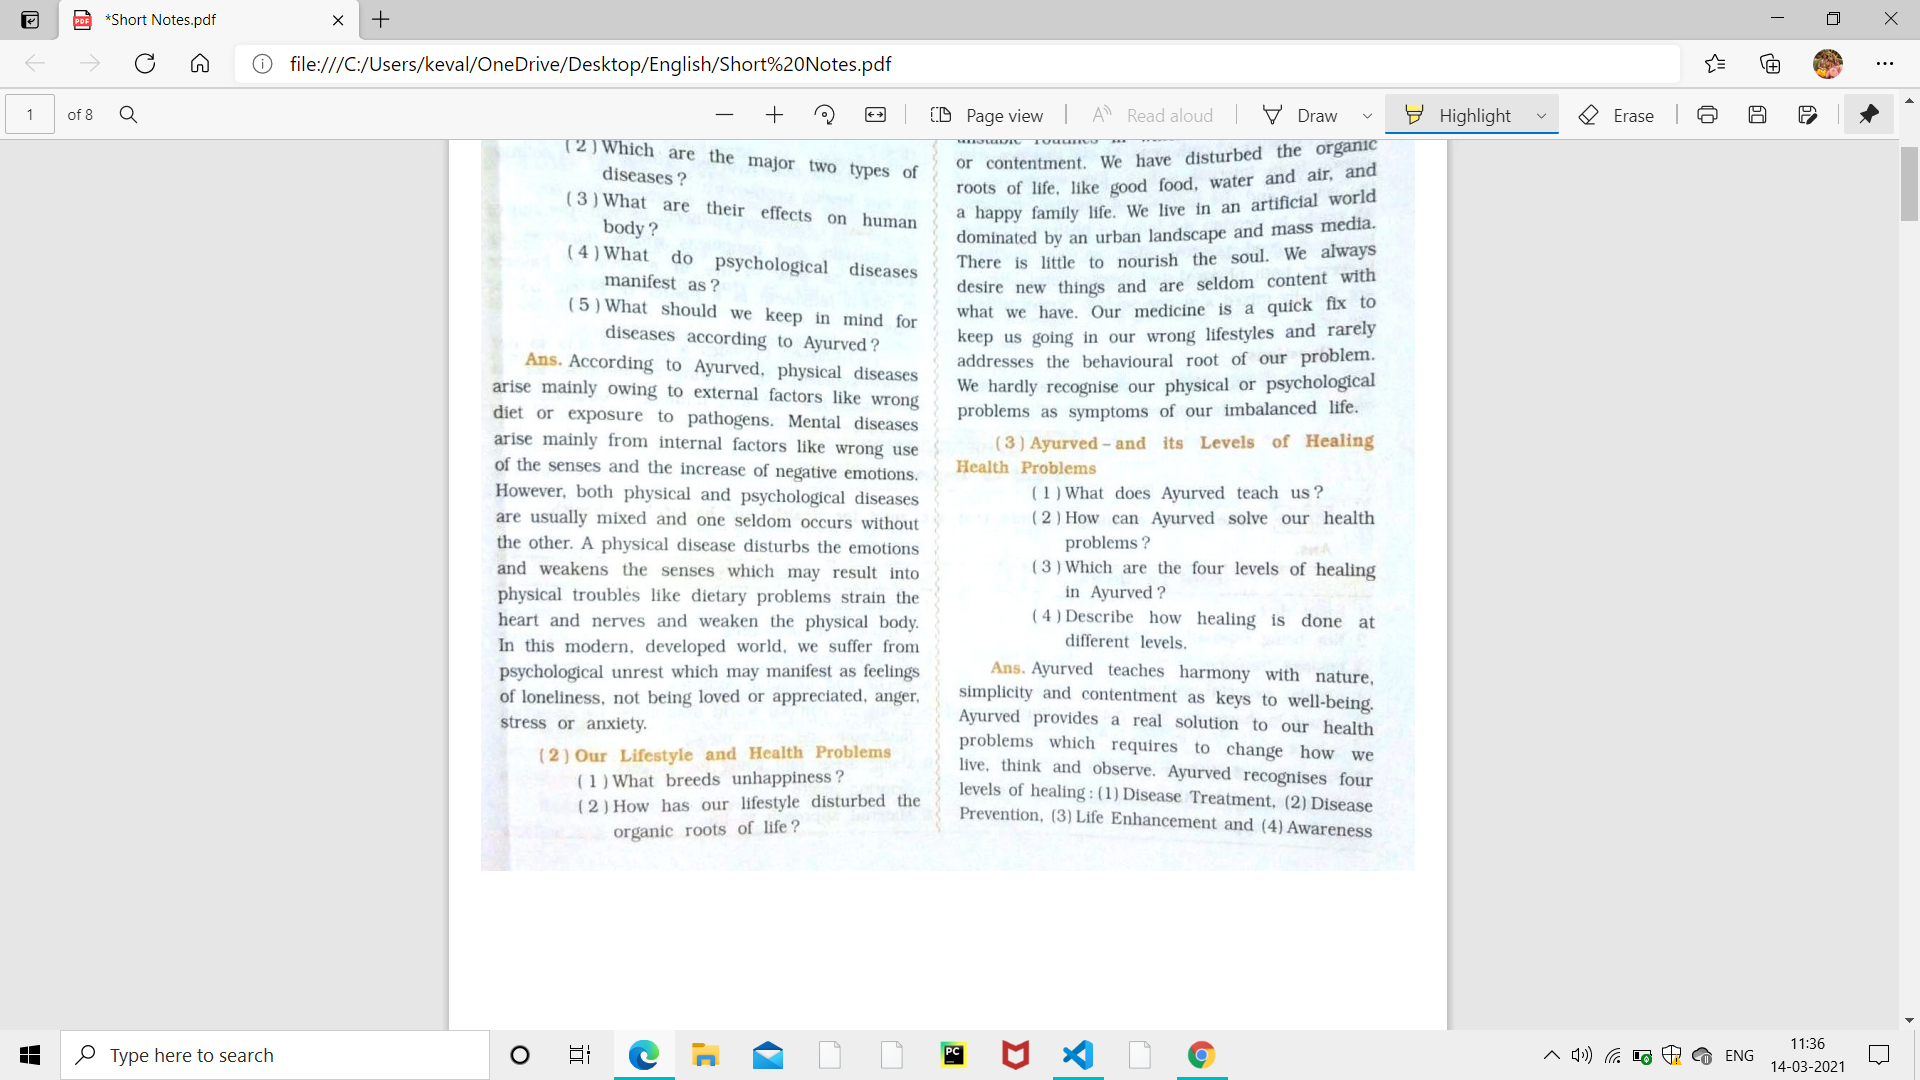 *Short Notes.pdf
file:///C:/Users/keval/OneDrive/Desktop/English/Short%20Notes.pdf
1 of 8
Page view
Read aloud
Draw
Highlight
Erase
( 2 ) Which are the major two types of
diseases ?
( 3 ) What are their effects on human
body ?
( 4 ) What do psychological diseases
manifest as ?
( 5 ) What should we keep in mind for
diseases according to Ayurved ?
Ans. According to Ayurved, physical diseases
arise mainly owing to external factors like wrong
diet or exposure to pathogens. Mental diseases
arise mainly from internal factors like wrong use
of the senses and the increase of negative emotions.
However, both physical and psychological diseases
are usually mixed and one seldom occurs without
the other. A physical disease disturbs the emotions
and weakens the senses which may result into
physical troubles like dietary problems strain the
heart and nerves and weaken the physical body.
In this modern, developed world, we suffer from
psychological unrest which may manifest as feelings
of loneliness, not being loved or appreciated, anger,
stress or anxiety.
( 2 ) Our Lifestyle and Health Problems
( 1 ) What breeds unhappiness ?
( 2 ) How has our lifestyle disturbed the
organic roots of life ?
or contentment. We have disturbed the organic
roots of life, like good food, water and air, and
a happy family life. We live in an artificial world
dominated by an urban landscape and mass media.
There is little to nourish the soul. We always
desire new things and are seldom content with
what we have. Our medicine is a quick fix to
keep us going in our wrong lifestyles and rarely
addresses the behavioural root of our problem.
We hardly recognise our physical or psychological
problems as symptoms of our imbalanced life.
( 3 ) Ayurved – and its Levels of Healing
Health Problems
( 1 ) What does Ayurved teach us ?
( 2 ) How can Ayurved solve our health
problems ?
( 3 ) Which are the four levels of healing
in Ayurved ?
( 4 ) Describe how healing is done at
different levels.
Ans. Ayurved teaches harmony with nature,
simplicity and contentment as keys to well-being.
Ayurved provides a real solution to our health
problems which requires to change how we
live, think and observe. Ayurved recognises four
levels of healing : (1) Disease Treatment, (2) Disease
Prevention, (3) Life Enhancement and (4) Awareness
Type here to search
PC
ENG
11:36
14-03-2021